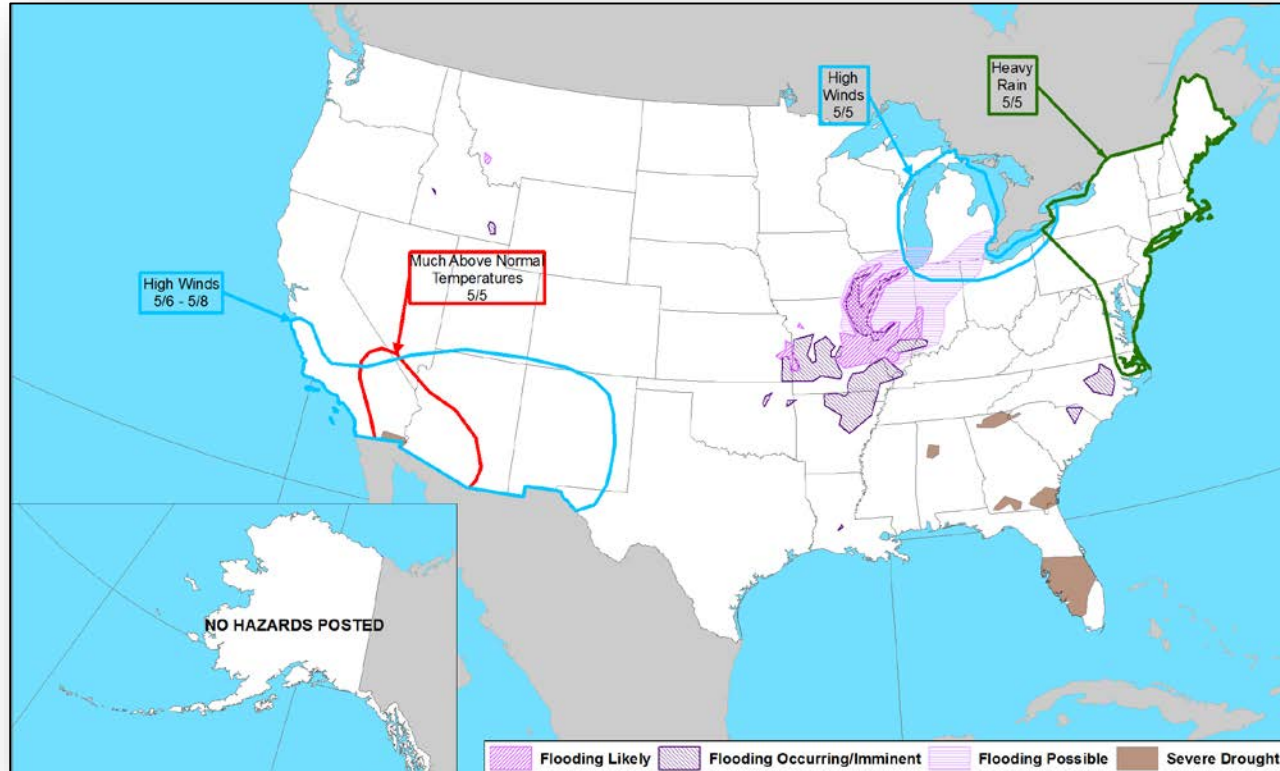 High
Winds
5/5
Heavy
Rain
5/5
Much Above Normal
Temperatures
5/5
High Winds
5/6 - 5/8
NO HAZARDS POSTED
Flooding Likely
Flooding Occurring/Imminent
Flooding Possible
Severe Drought